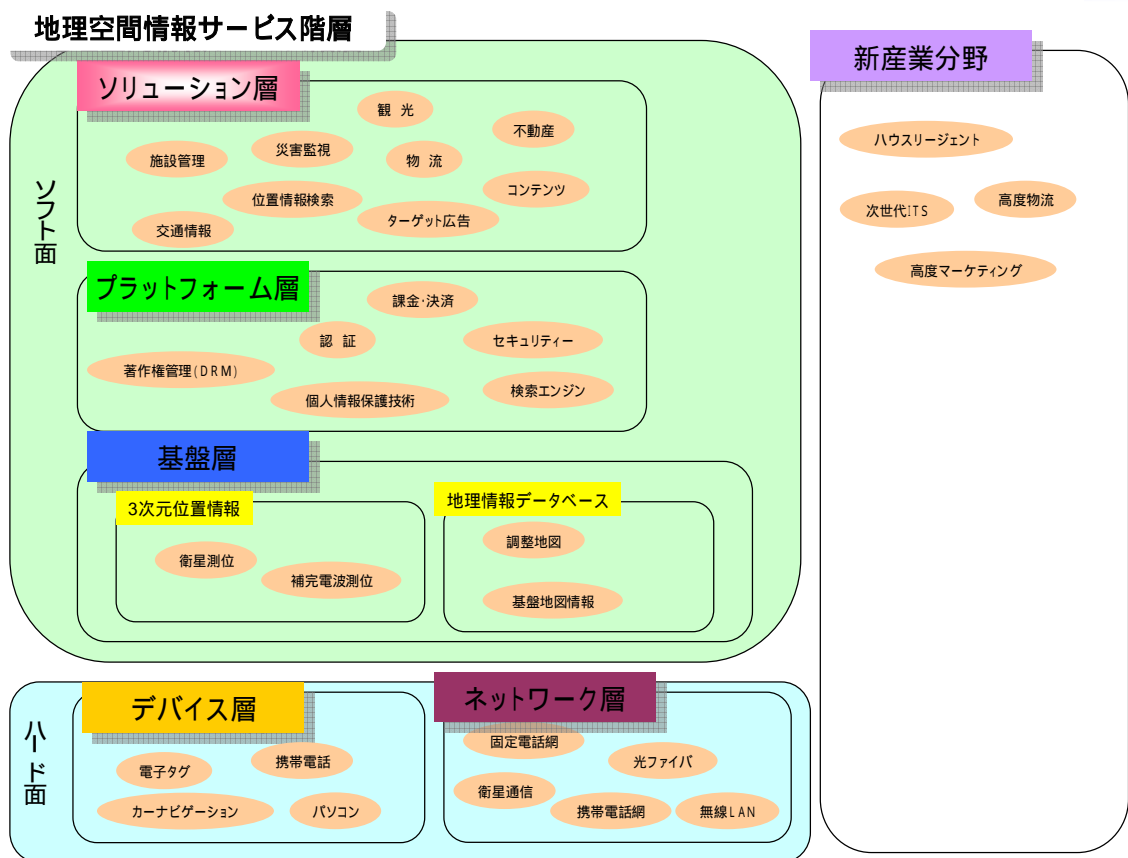 地理空間情報サービス階層
ソフト面
ソリューション層
観 光
不動産
災害監視
施設管理
物 流
コンテンツ
位置情報検索
ターゲット広告
交通情報
プラットフォーム層
課金・決済
認 証
セキュリティー
著作権管理(DRM)
検索エンジン
個人情報保護技術
基盤層
3次元位置情報
衛星測位
補完電波測位
地理情報データベース
調整地図
基盤地図情報
ハード面
デバイス層
携帯電話
電子タグ
カーナビゲーション
パソコン
ネットワーク層
固定電話網
光ファイバ
衛星通信
携帯電話網
無線LAN
新産業分野
ハウスリージェント
高度物流
次世代ITS
高度マーケティング